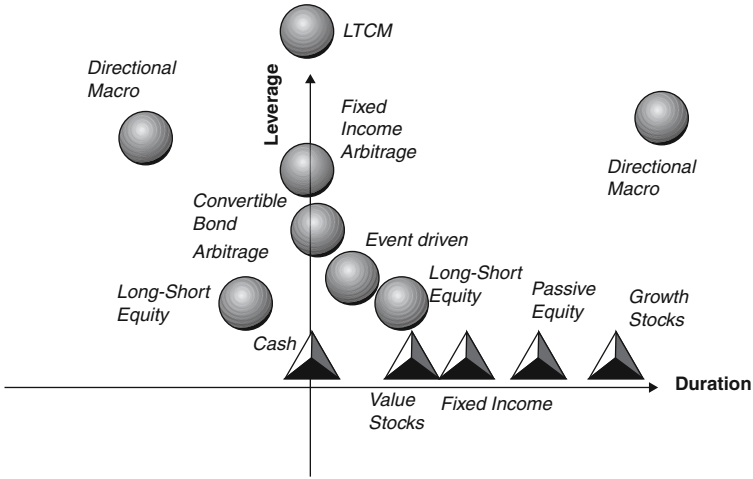 LTCM
Directional
Macro
Leverage
Fixed
Income
Arbitrage
Directional
Macro
Convertible
Bond
Arbitrage
Event driven
Long-Short
Equity
Long-Short
Equity
Passive
Equity
Growth
Stocks
Cash
Duration
Value
Stocks
Fixed Income